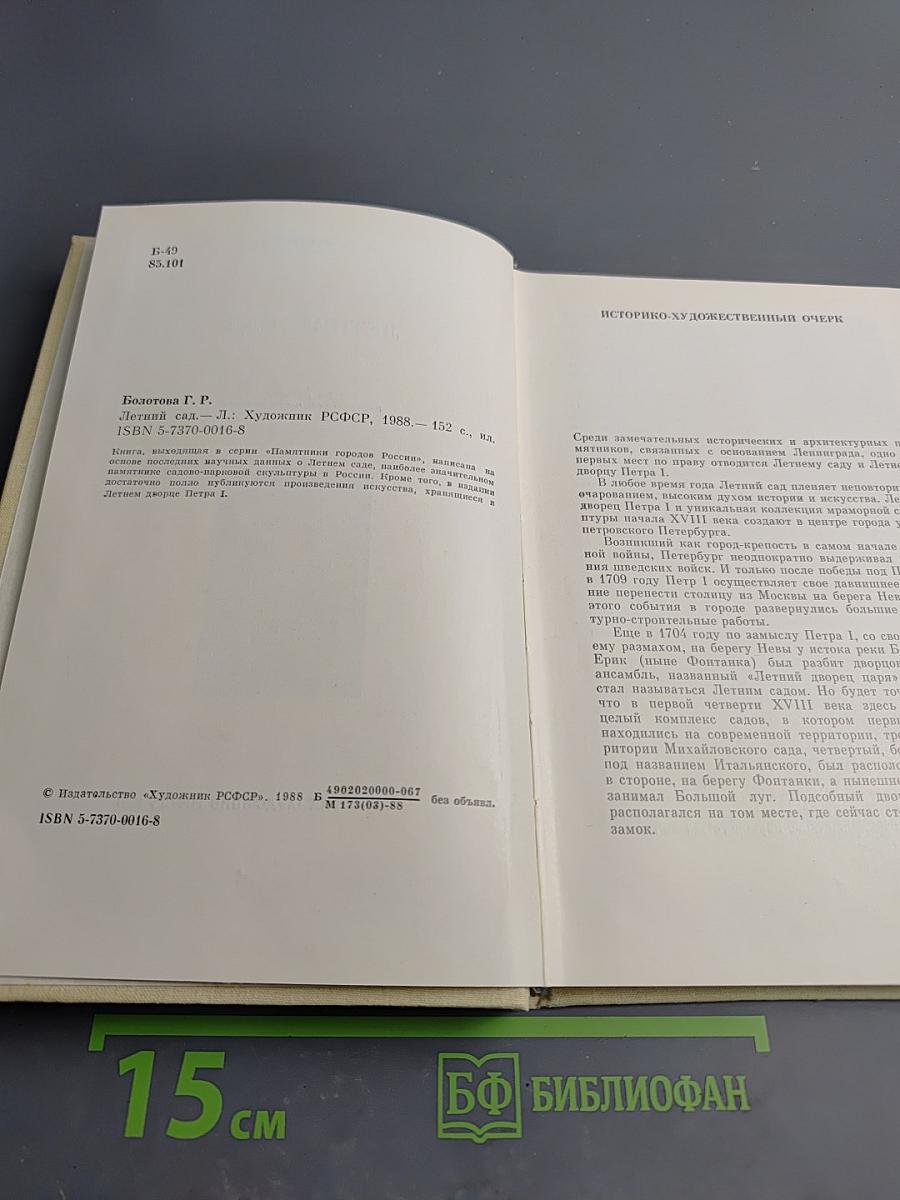 Б-49
85.101
Болотова Г. Р.
Летний сад.— Л.: Художник РСФСР, 1988.— 152 с., ил.
ISBN 5-7370-0016-8
Книга, выходящая в серии «Памятники городов России», написана на
основе последних научных данных о Летнем саде, наиболее значительном
памятнике садово-парковой скульптуры в России. Кроме того, в издании
достаточно полно публикуются произведения искусства, хранящиеся в
Летнем дворце Петра I.
© Издательство «Художник РСФСР». 1988 Б 4902020000-067
М 173(03)-88 без объявл.
ISBN 5-7370-0016-8
ИСТОРИКО-ХУДОЖЕСТВЕННЫЙ ОЧЕРК
Среди замечательных исторических и архитектурных п
мятников, связанных с основанием Ленинграда, одно
первых мест по праву отводится Летнему саду и Летне
дворцу Петра I.
В любое время года Летний сад пленяет неповтори
очарованием, высоким духом истории и искусства. Ле
дворец Петра I и уникальная коллекция мраморной с
птуры начала XVIII века создают в центре города у
петровского Петербурга.
Возникший как город-крепость в самом начале
ной войны, Петербург неоднократно выдерживал
ния шведских войск. И только после победы под П
в 1709 году Петр I осуществляет свое давнишнее
ние перенести столицу из Москвы на берега Нев
этого события в городе развернулись большие
турно-строительные работы.
Еще в 1704 году по замыслу Петра I, со сво
ему размахом, на берегу Невы у истока реки Б
Ерик (ныне Фонтанка) был разбит дворцов
ансамбль, названный «Летний дворец царя»
стал называться Летним садом. Но будет точ
что в первой четверти XVIII века здесь
целый комплекс садов, в котором перв
находились на современной территории, тре
ритории Михайловского сада, четвертый, бо
под названием Итальянского, был располо
в стороне, на берегу Фонтанки, а нынешне
занимал Большой луг. Подсобный двор
располагался на том месте, где сейчас ст
замок.
15 см
БФ БИБЛИОФАН